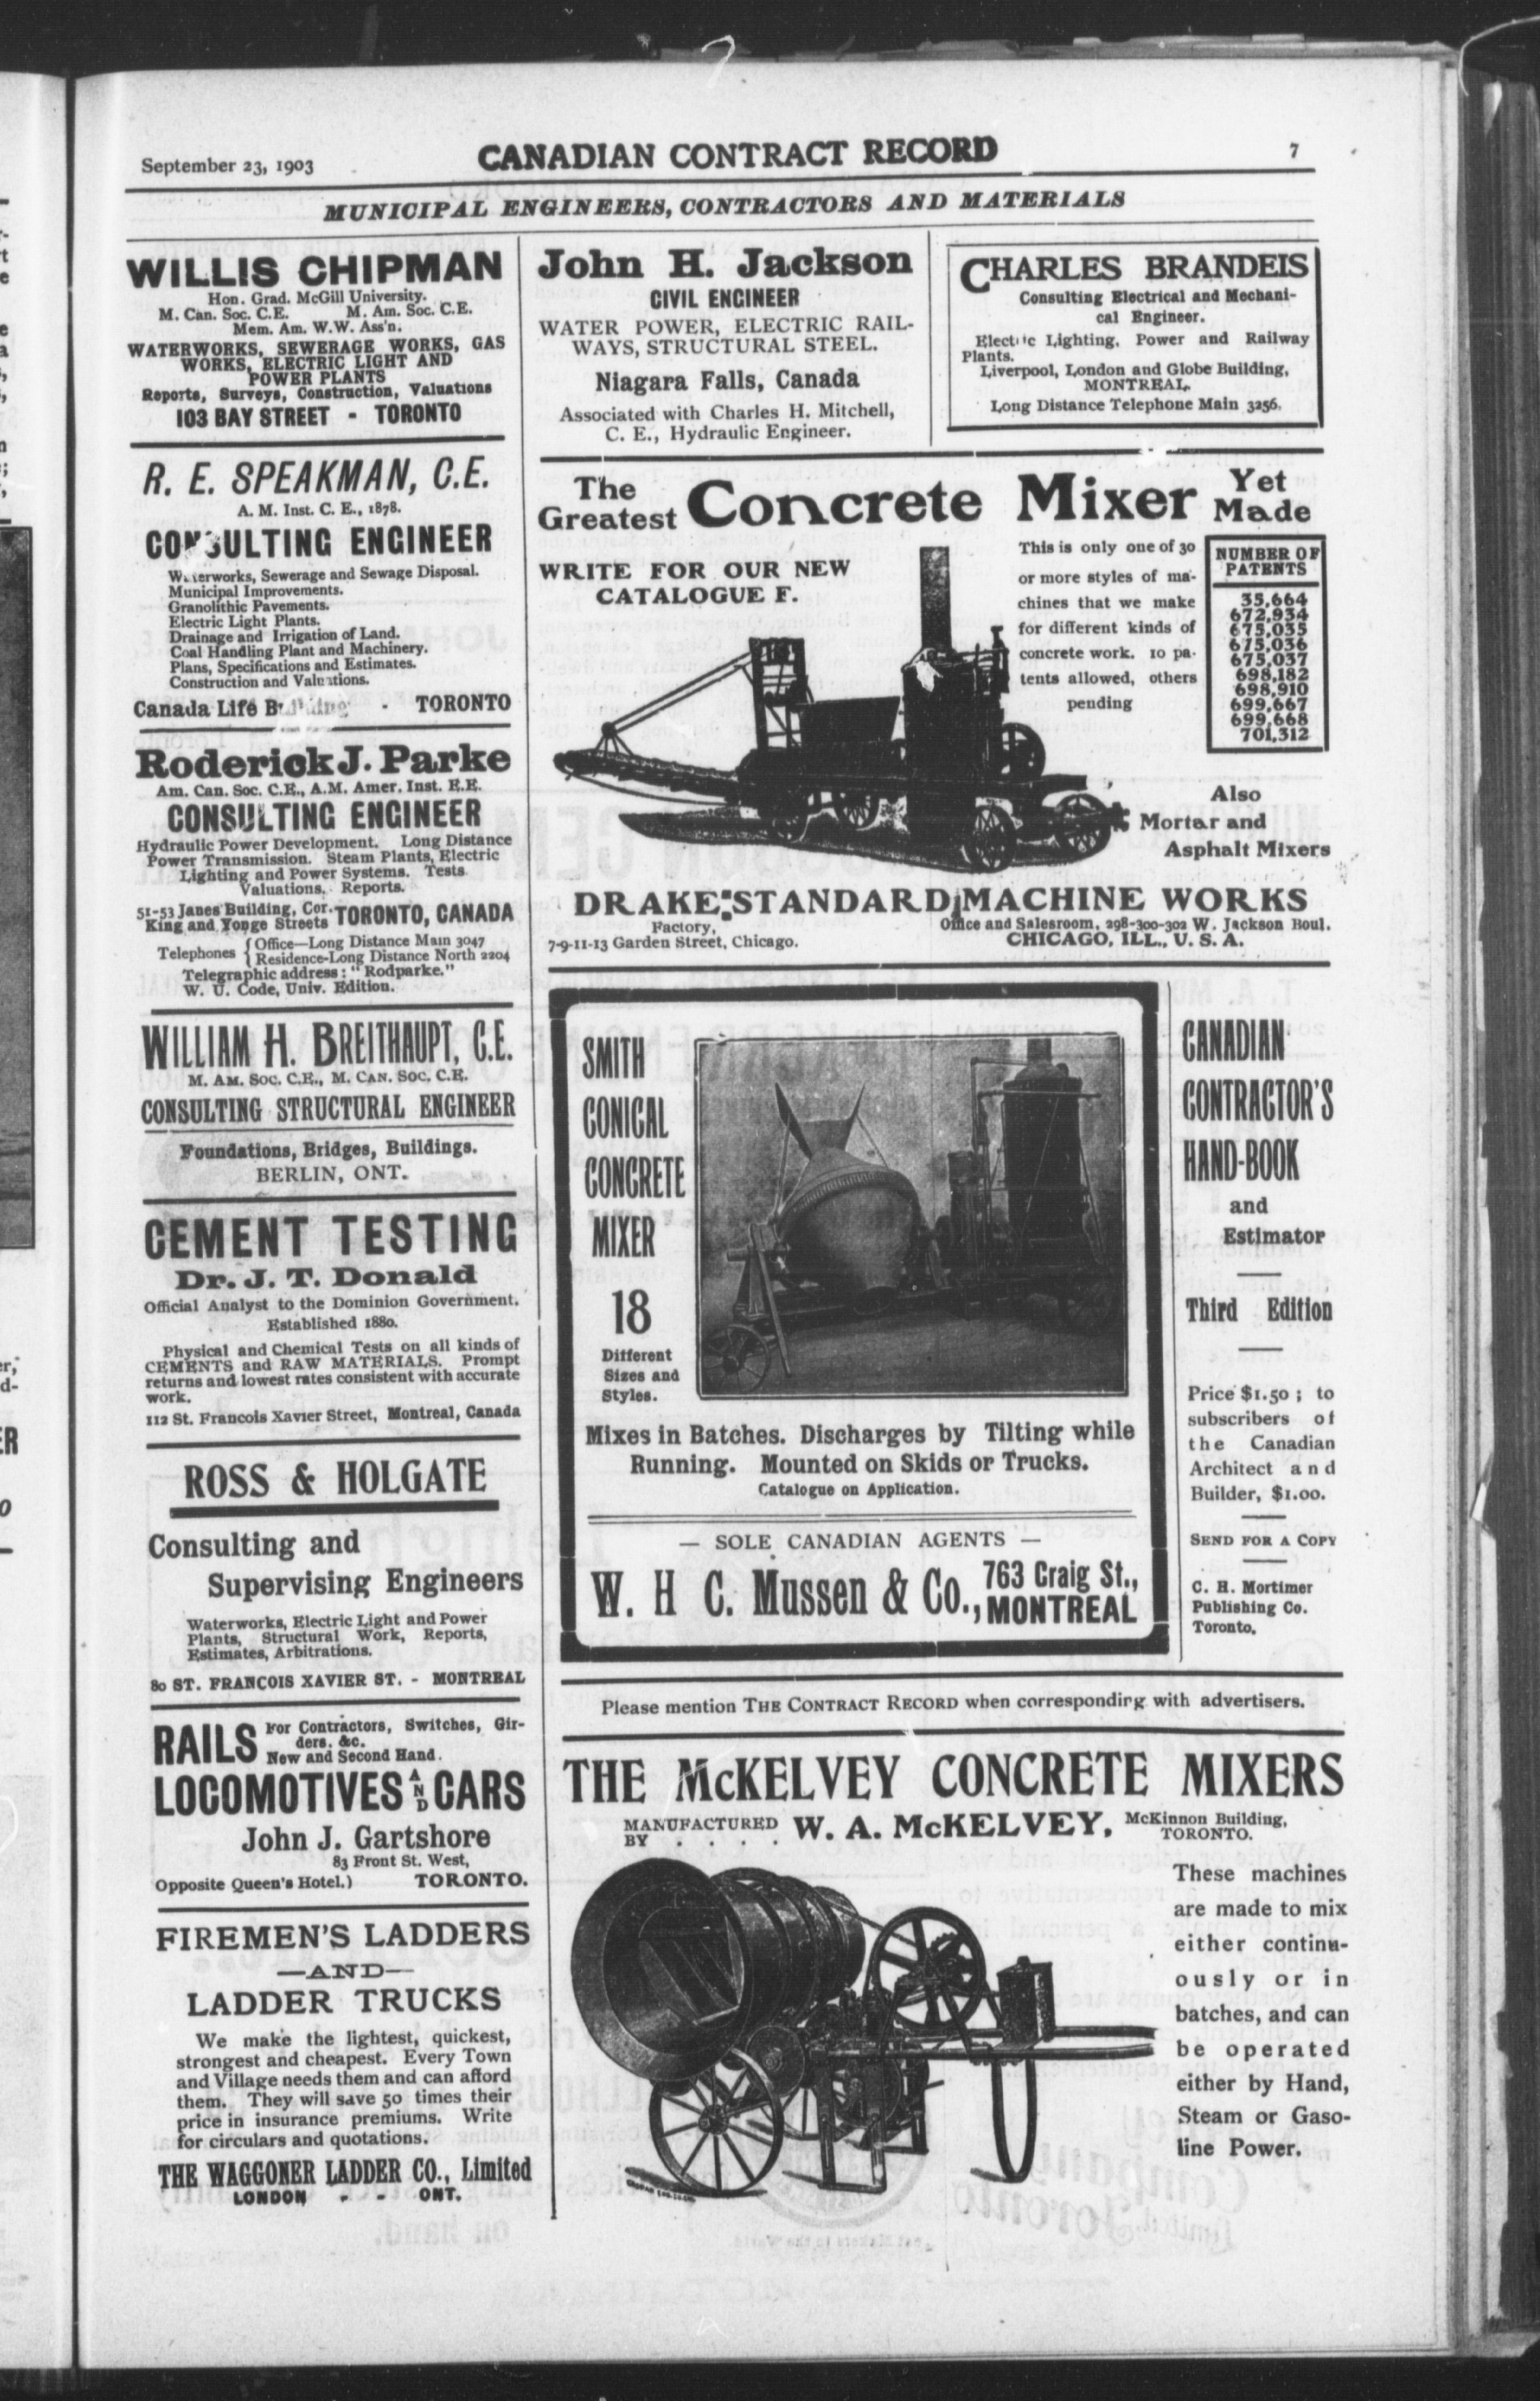 September 23, 1903
CANADIAN CONTRACT RECORD
7
MUNICIPAL ENGINEERS, CONTRACTORS AND MATERIALS
WILLIS CHIPMAN
Hon. Grad. McGill University.
M. Can. Soc. C.E. M. Am. Soc. C.E.
Mem. Am. W.W. Ass'n.
WATERWORKS, SEWERAGE WORKS, GAS
WORKS, ELECTRIC LIGHT AND
POWER PLANTS
Reports, Surveys, Construction, Valuations
103 BAY STREET - TORONTO
R. E. SPEAKMAN, C.E.
A. M. Inst. C. E., 1878.
CONSULTING ENGINEER
Waterworks, Sewerage and Sewage Disposal.
Municipal Improvements.
Granolithic Pavements.
Electric Light Plants.
Drainage and Irrigation of Land.
Coal Handling Plant and Machinery.
Plans, Specifications and Estimates.
Construction and Valuations.
Canada Life Building - TORONTO
Roderick J. Parke
Am. Can. Soc. C.E., A.M. Amer. Inst. E.E.
CONSULTING ENGINEER
Hydraulic Power Development. Long Distance
Power Transmission. Steam Plants, Electric
Lighting and Power Systems. Tests
Valuations. Reports.
51-53 Janes Building, Cor.
King and Yonge Streets TORONTO, CANADA
Telephones { Office—Long Distance Main 3047
Residence-Long Distance North 2204
Telegraphic address: "Rodparke."
W. U. Code, Univ. Edition.
WILLIAM H. BREITHAUPT, C.E.
M. AM. SOC. C.E., M. CAN. SOC. C.E.
CONSULTING STRUCTURAL ENGINEER
Foundations, Bridges, Buildings.
BERLIN, ONT.
CEMENT TESTING
Dr. J. T. Donald
Official Analyst to the Dominion Government.
Established 1880.
Physical and Chemical Tests on all kinds of
CEMENTS and RAW MATERIALS. Prompt
returns and lowest rates consistent with accurate
work.
112 St. Francois Xavier Street, Montreal, Canada
ROSS & HOLGATE
Consulting and
Supervising Engineers
Waterworks, Electric Light and Power
Plants, Structural Work, Reports,
Estimates, Arbitrations.
80 ST. FRANCOIS XAVIER ST. - MONTREAL
RAILS For Contractors, Switches, Gir-
ders, &c.
New and Second Hand.
LOCOMOTIVES AND CARS
John J. Gartshore
83 Front St. West,
Opposite Queen's Hotel.) TORONTO.
FIREMEN'S LADDERS
—AND—
LADDER TRUCKS
We make the lightest, quickest,
strongest and cheapest. Every Town
and Village needs them and can afford
them. They will save 50 times their
price in insurance premiums. Write
for circulars and quotations.
THE WAGGONER LADDER CO., Limited
LONDON - - ONT.
John H. Jackson
CIVIL ENGINEER
WATER POWER, ELECTRIC RAIL-
WAYS, STRUCTURAL STEEL.
Niagara Falls, Canada
Associated with Charles H. Mitchell,
C. E., Hydraulic Engineer.
CHARLES BRANDEIS
Consulting Electrical and Mechani-
cal Engineer.
Electric Lighting, Power and Railway
Plants.
Liverpool, London and Globe Building,
MONTREAL.
Long Distance Telephone Main 3256.
The Greatest Concrete Mixer Yet Made
WRITE FOR OUR NEW
CATALOGUE F.
This is only one of 30
or more styles of ma-
chines that we make
for different kinds of
concrete work. 10 pa-
tents allowed, others
pending
NUMBER OF
PATENTS
35,664
672,934
675,035
675,036
675,037
698,182
698,910
699,667
699,668
701,312
Also
Mortar and
Asphalt Mixers
DRAKE STANDARD MACHINE WORKS
Factory,
7-9-11-13 Garden Street, Chicago.
Office and Salesroom, 298-300-302 W. Jackson Boul.
CHICAGO, ILL., U. S. A.
SMITH
CONICAL
CONCRETE
MIXER
18
Different
Sizes and
Styles.
Mixes in Batches. Discharges by Tilting while
Running. Mounted on Skids or Trucks.
Catalogue on Application.
— SOLE CANADIAN AGENTS —
W. H C. Mussen & Co., 763 Craig St.,
MONTREAL
CANADIAN
CONTRACTOR'S
HAND-BOOK
and
Estimator
Third Edition
Price $1.50; to
subscribers of
the Canadian
Architect and
Builder, $1.00.
SEND FOR A COPY
C. H. Mortimer
Publishing Co.
Toronto,
Please mention THE CONTRACT RECORD when corresponding with advertisers.
THE McKELVEY CONCRETE MIXERS
MANUFACTURED
BY . . . . W. A. McKELVEY, McKinnon Building,
TORONTO.
These machines
are made to mix
either continu-
ously or in
batches, and can
be operated
either by Hand,
Steam or Gaso-
line Power.